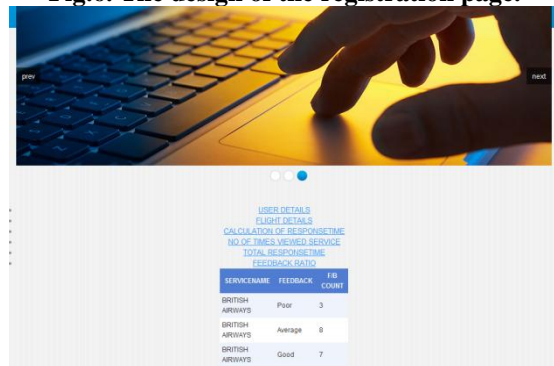 Fig.6. The design of the registration page.
prev
next
USER DETAILS
FLIGHT DETAILS
CALCULATION OF RESPONSETIME
NO OF TIMES VIEWED SERVICE
TOTAL RESPONSETIME
FEEDBACK RATIO
SERVICENAME FEEDBACK F/B COUNT
BRITISH AIRWAYS Poor 3
BRITISH AIRWAYS Average 8
BRITISH AIRWAYS Good 7